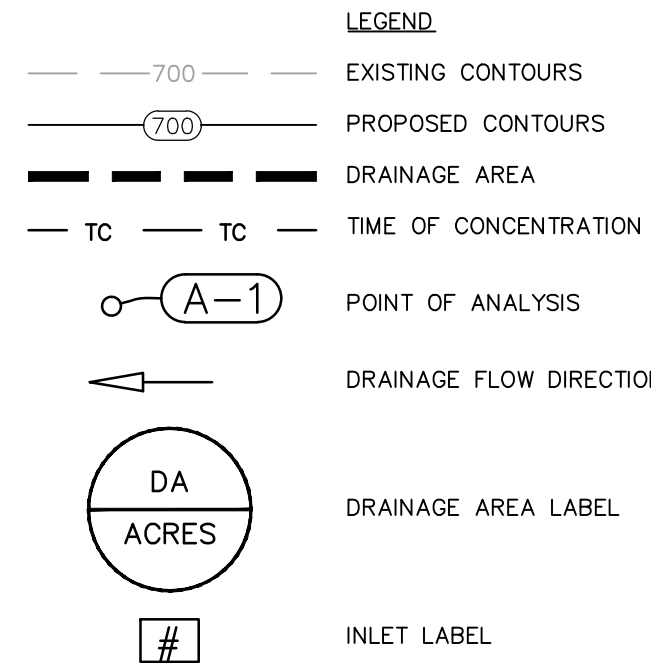 LEGEND
700 EXISTING CONTOURS
700 PROPOSED CONTOURS
DRAINAGE AREA
TC TC TIME OF CONCENTRATION
A-1 POINT OF ANALYSIS
DRAINAGE FLOW DIRECTION
DA
ACRES
DRAINAGE AREA LABEL
# INLET LABEL